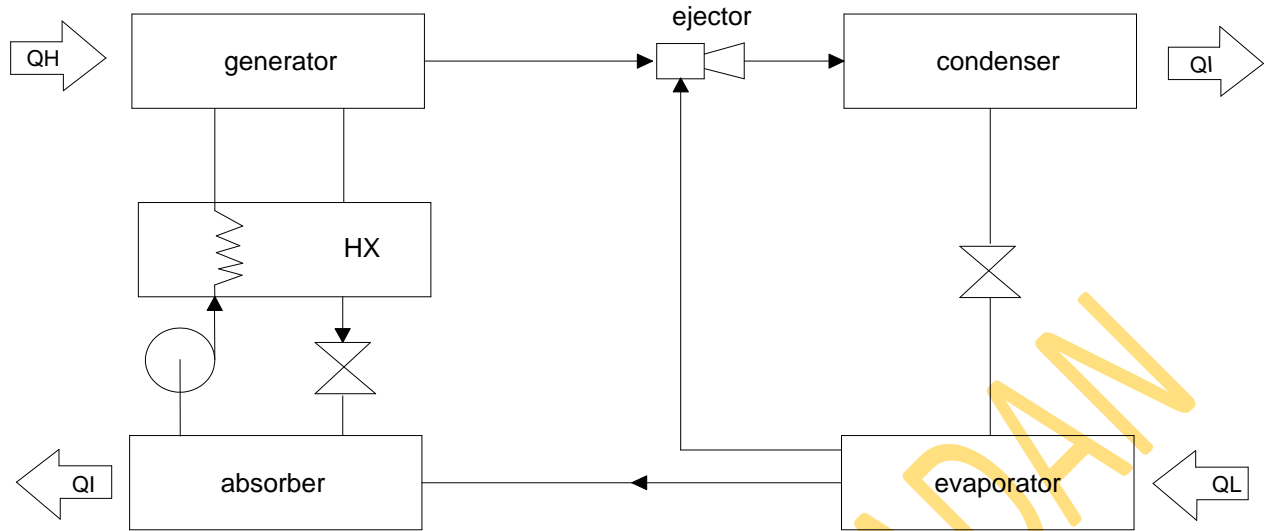 ejector
QH
generator
condenser
QI
HX
QI
absorber
evaporator
QL